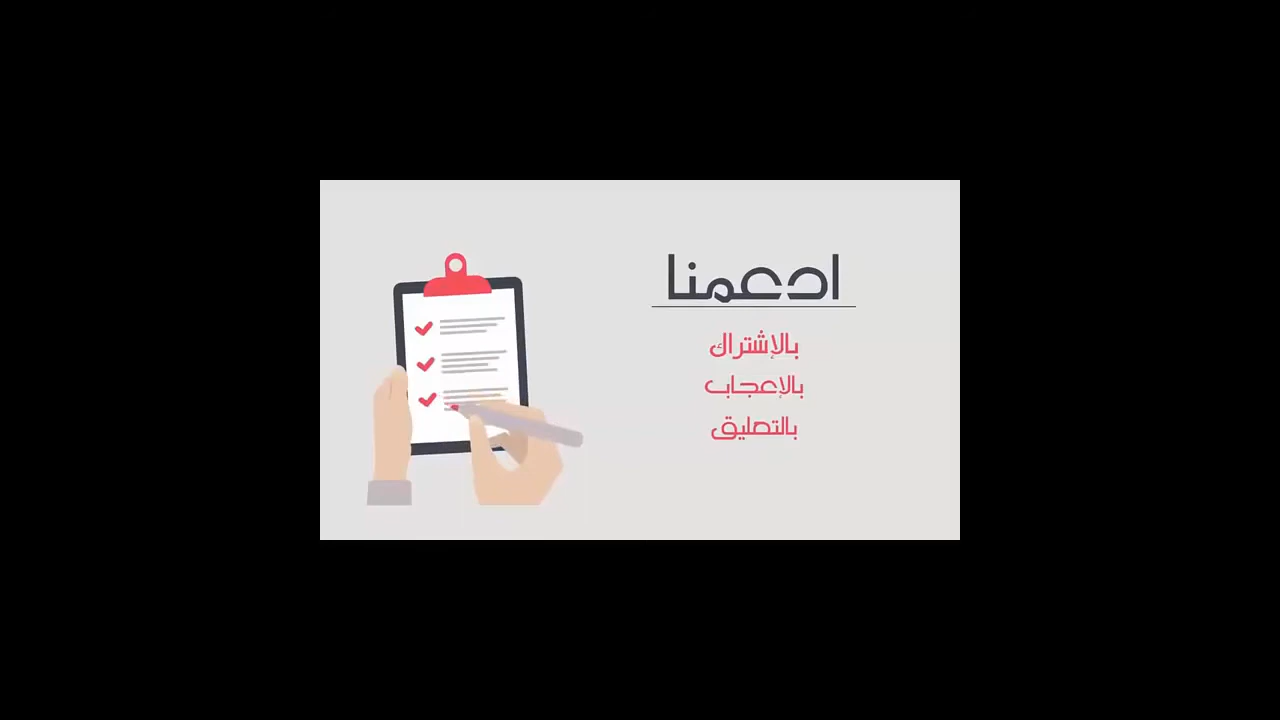 ادعمنا
بالإشتراك
بالإعجاب
بالتعليق